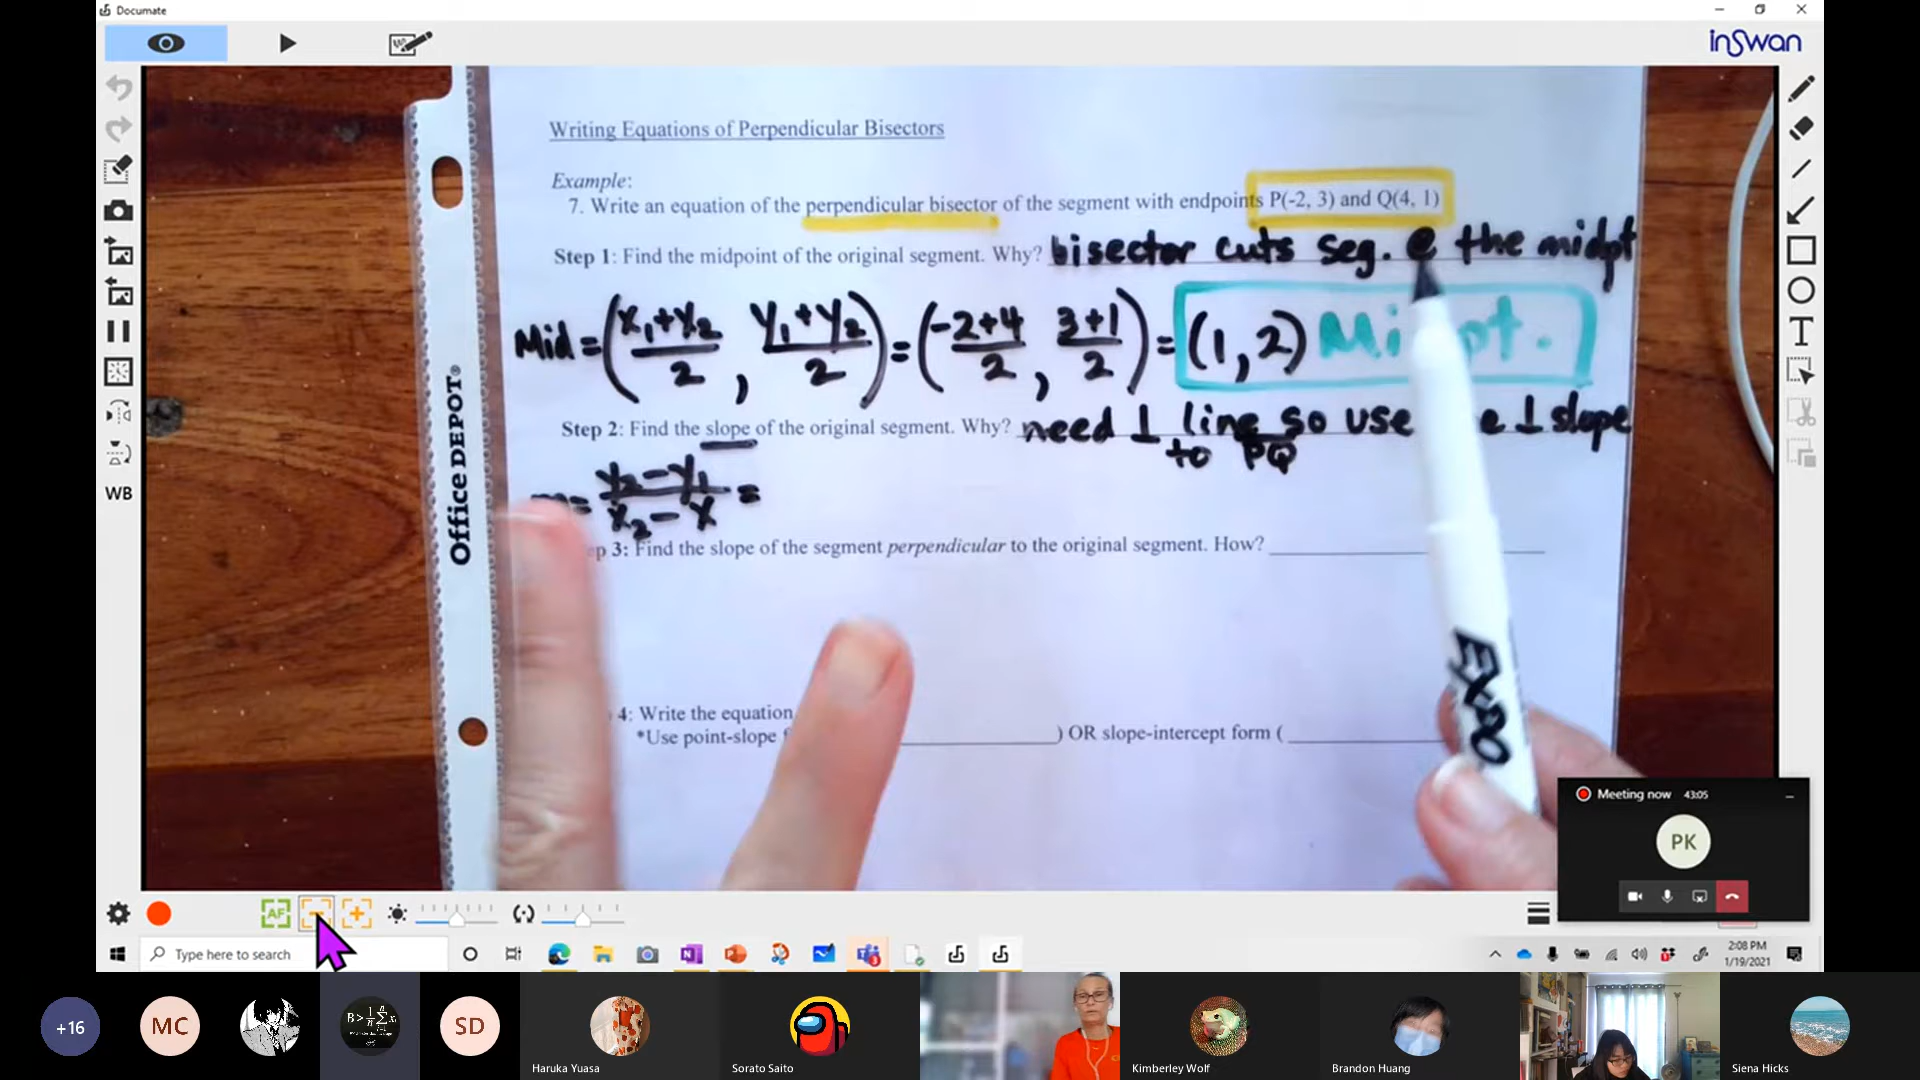 Documate
inSwan
Writing Equations of Perpendicular Bisectors
Example:
7. Write an equation of the perpendicular bisector of the segment with endpoints P(-2, 3) and Q(4, 1)
Step 1: Find the midpoint of the original segment. Why? bisector cuts seg. @ the midpt
Mid = (x₁+x₂/2, y₁+y₂/2) = (-2+4/2, 3+1/2) = (1, 2) Mi pt.
Step 2: Find the slope of the original segment. Why? need ⊥ line so use e ⊥ slope
to PQ
= y₂-y₁/x₂-x =
p 3: Find the slope of the segment perpendicular to the original segment. How?
4: Write the equation
*Use point-slope ) OR slope-intercept form (
Office DEPOT
EXPO
WB
Meeting now 43:05
PK
AF
Type here to search
2:08 PM
1/19/2021
+16
MC
SD
Haruka Yuasa
Sorato Saito
Kimberley Wolf
Brandon Huang
Siena Hicks